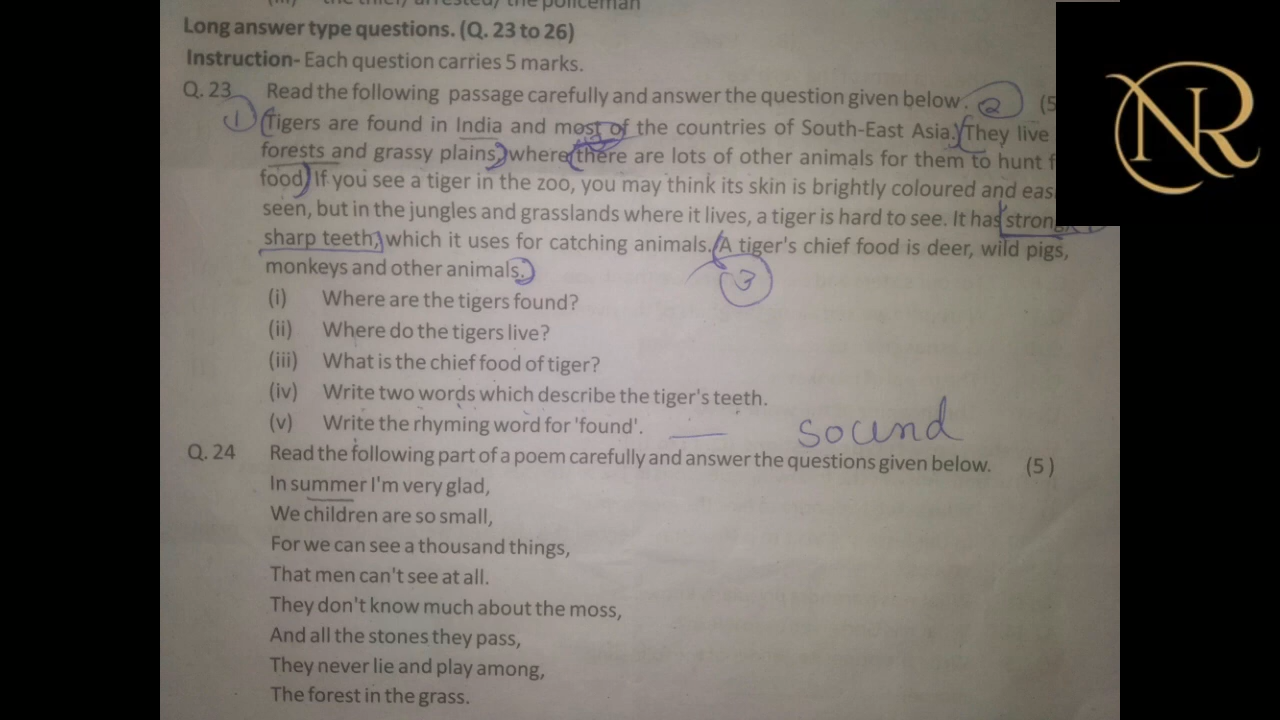 the thief/ arrested/ the policeman
Long answer type questions. (Q. 23 to 26)
Instruction- Each question carries 5 marks.
Q. 23 Read the following passage carefully and answer the question given below. (5
1 Tigers are found in India and most of the countries of South-East Asia. They live
forests and grassy plains, where there are lots of other animals for them to hunt
food. If you see a tiger in the zoo, you may think its skin is brightly coloured and
seen, but in the jungles and grasslands where it lives, a tiger is hard to see. It has
sharp teeth, which it uses for catching animals. A tiger's chief food is deer, wild pigs,
monkeys and other animals. 3
(i) Where are the tigers found?
(ii) Where do the tigers live?
(iii) What is the chief food of tiger?
(iv) Write two words which describe the tiger's teeth.
(v) Write the rhyming word for 'found'. sound
Q. 24 Read the following part of a poem carefully and answer the questions given below. (5)
In summer I'm very glad,
We children are so small,
For we can see a thousand things,
That men can't see at all.
They don't know much about the moss,
And all the stones they pass,
They never lie and play among,
The forest in the grass.
NR